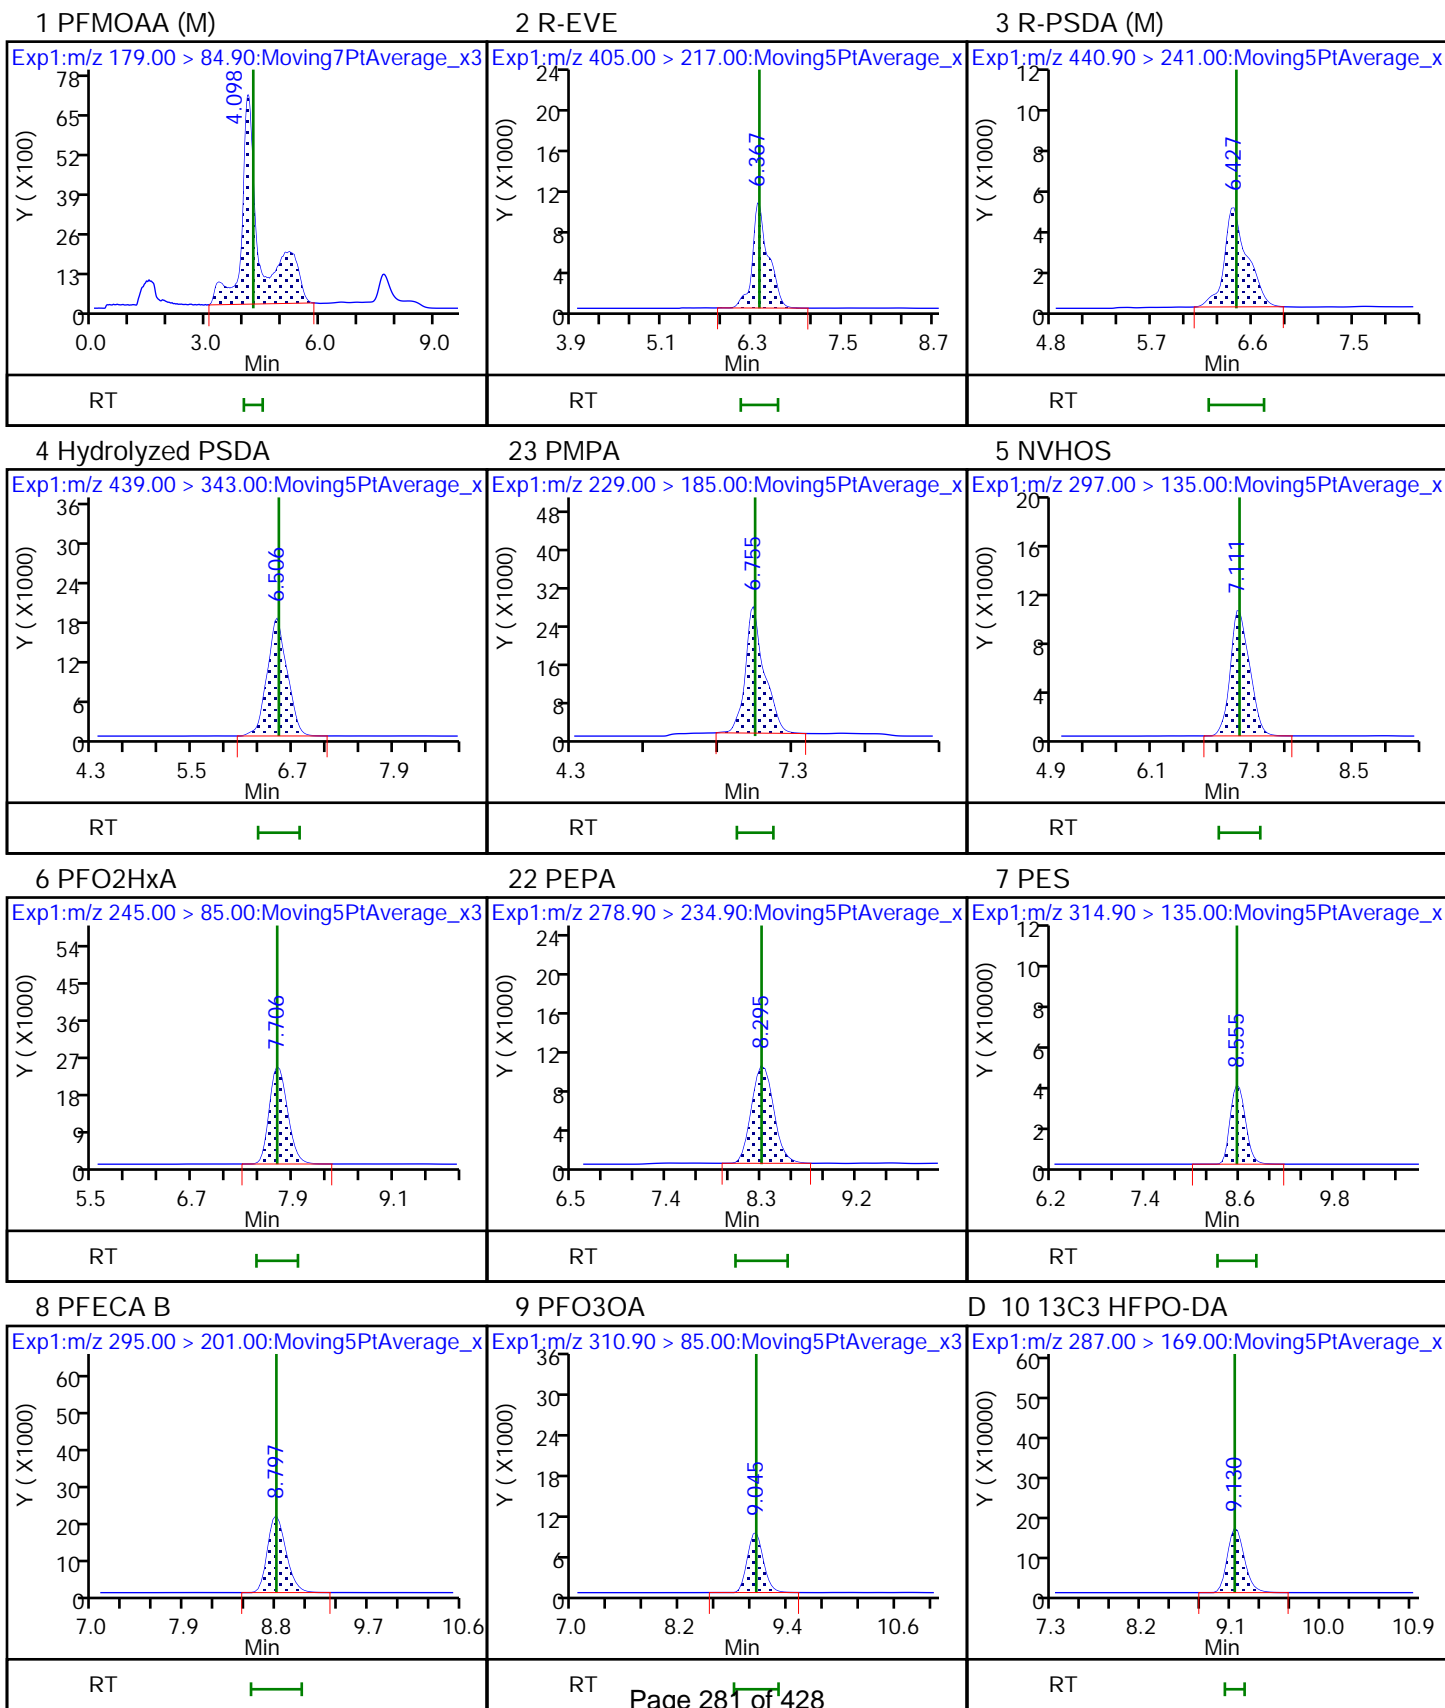 1 PFMOAA (M)
Exp1:m/z 179.00 > 84.90:Moving7PtAverage_x3
4.098
Y ( X100)
78
65
52
39
26
13
0
0.0 3.0 6.0 9.0
Min
RT
2 R-EVE
Exp1:m/z 405.00 > 217.00:Moving5PtAverage_x
6.367
Y ( X1000)
24
20
16
12
8
4
0
3.9 5.1 6.3 7.5 8.7
Min
RT
3 R-PSDA (M)
Exp1:m/z 440.90 > 241.00:Moving5PtAverage_x
6.427
Y ( X1000)
12
10
8
6
4
2
0
4.8 5.7 6.6 7.5
Min
RT
4 Hydrolyzed PSDA
Exp1:m/z 439.00 > 343.00:Moving5PtAverage_x
6.506
Y ( X1000)
36
30
24
18
12
6
0
4.3 5.5 6.7 7.9
Min
RT
23 PMPA
Exp1:m/z 229.00 > 185.00:Moving5PtAverage_x
6.755
Y ( X1000)
48
40
32
24
16
8
0
4.3 7.3
Min
RT
5 NVHOS
Exp1:m/z 297.00 > 135.00:Moving5PtAverage_x
7.111
Y ( X1000)
20
16
12
8
4
0
4.9 6.1 7.3 8.5
Min
RT
6 PFO2HxA
Exp1:m/z 245.00 > 85.00:Moving5PtAverage_x3
7.706
Y ( X1000)
54
45
36
27
18
9
0
5.5 6.7 7.9 9.1
Min
RT
22 PEPA
Exp1:m/z 278.90 > 234.90:Moving5PtAverage_x
8.295
Y ( X1000)
24
20
16
12
8
4
0
6.5 7.4 8.3 9.2
Min
RT
7 PES
Exp1:m/z 314.90 > 135.00:Moving5PtAverage_x
8.555
Y ( X10000)
12
10
8
6
4
2
0
6.2 7.4 8.6 9.8
Min
RT
8 PFECA B
Exp1:m/z 295.00 > 201.00:Moving5PtAverage_x
8.797
Y ( X1000)
60
50
40
30
20
10
0
7.0 7.9 8.8 9.7 10.6
Min
RT
9 PFO3OA
Exp1:m/z 310.90 > 85.00:Moving5PtAverage_x3
9.045
Y ( X1000)
36
30
24
18
12
6
0
7.0 8.2 9.4 10.6
Min
RT
D 10 13C3 HFPO-DA
Exp1:m/z 287.00 > 169.00:Moving5PtAverage_x
9.130
Y ( X10000)
60
50
40
30
20
10
0
7.3 8.2 9.1 10.0 10.9
Min
RT
Page 281 of 428